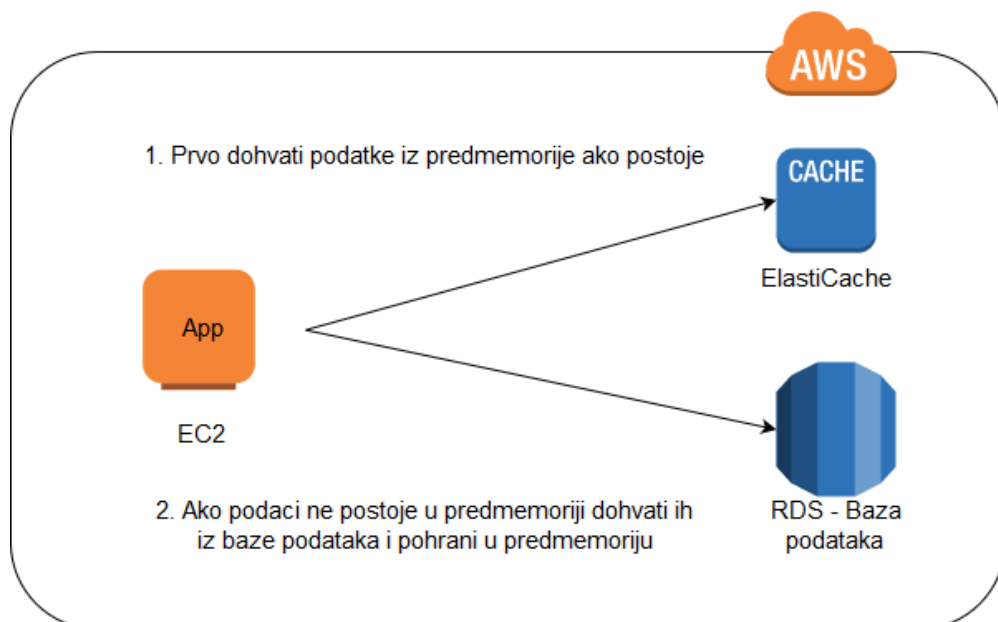 AWS
1. Prvo dohvati podatke iz predmemorije ako postoje
CACHE
ElastiCache
App
EC2
2. Ako podaci ne postoje u predmemoriji dohvati ih
iz baze podataka i pohrani u predmemoriju
RDS - Baza
podataka